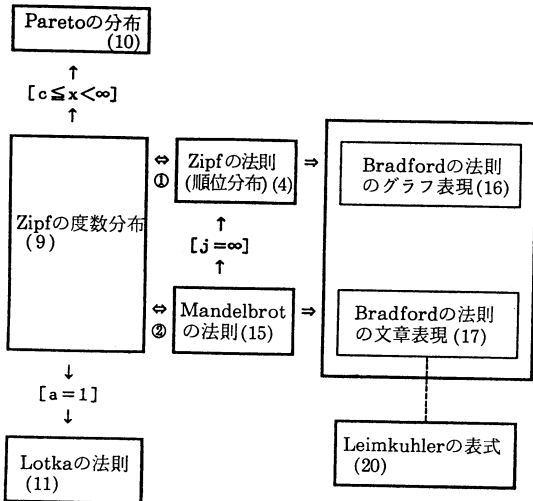 Paretoの分布
(10)
↑
[c≦x<∞]
↑
Zipfの度数分布
(9)
⇔
①
Zipfの法則
(順位分布)(4)
⇒
↑
[j=∞]
↑
⇔
②
Mandelbrot
の法則(15)
⇒
Bradfordの法則
のグラフ表現(16)
Bradfordの法則
の文章表現(17)
↓
[a=1]
↓
Lotkaの法則
(11)
Leimkuhlerの表式
(20)